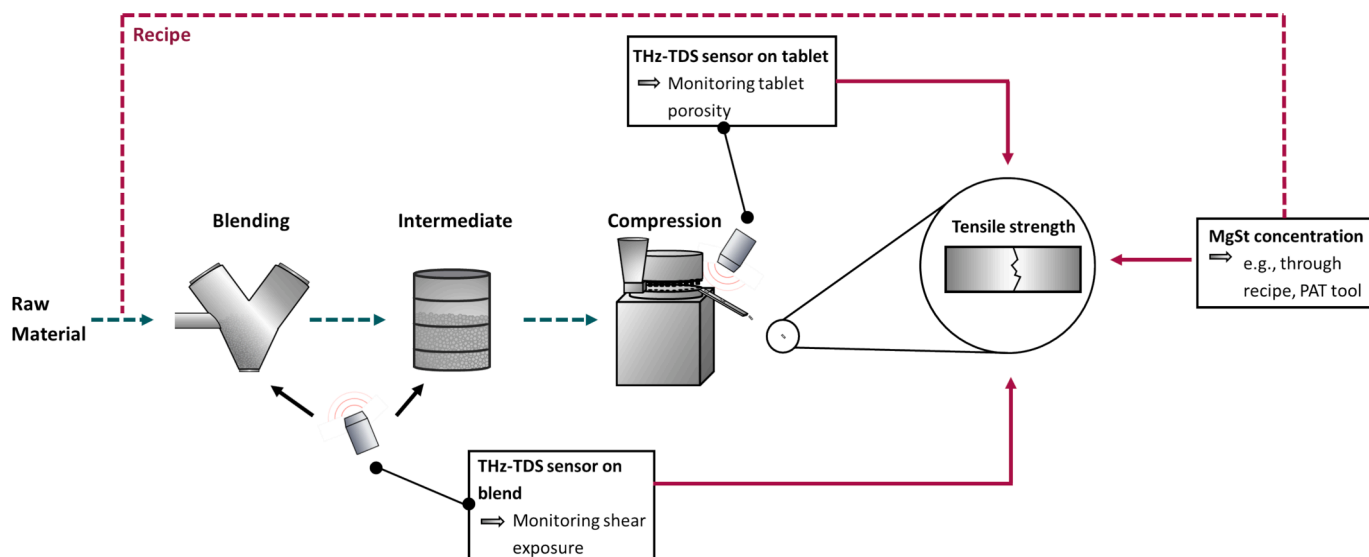 Recipe
THz-TDS sensor on tablet
Monitoring tablet
porosity
Blending
Intermediate
Compression
Tensile strength
MgSt concentration
e.g., through
recipe, PAT tool
Raw
Material
THz-TDS sensor on
blend
Monitoring shear
exposure